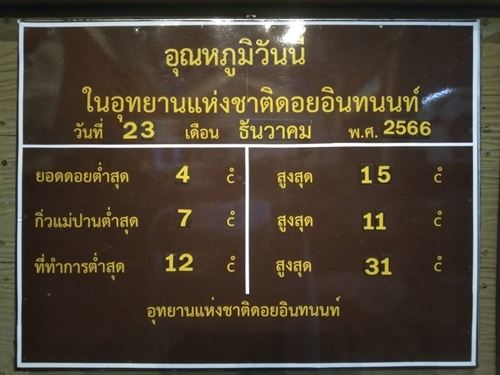 อุณหภูมิวันนี้
ในอุทยานแห่งชาติดอยอินทนนท์
วันที่ 23 เดือน ธันวาคม พ.ศ. 2566
ยอดดอยต่ำสุด 4 c̊ สูงสุด 15 c̊
กิ่วแม่ปานต่ำสุด 7 c̊ สูงสุด 11 c̊
ที่ทำการต่ำสุด 12 c̊ สูงสุด 31 c̊
อุทยานแห่งชาติดอยอินทนนท์